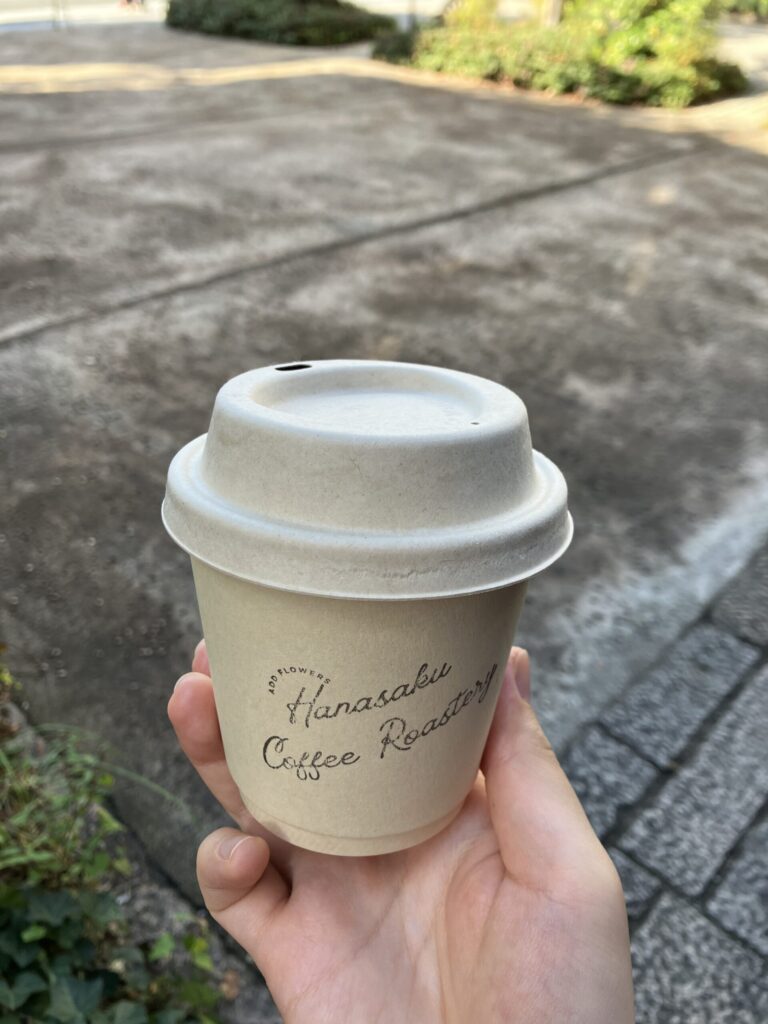 ADD FLOWERS
Hanasaku
Coffee Roastery